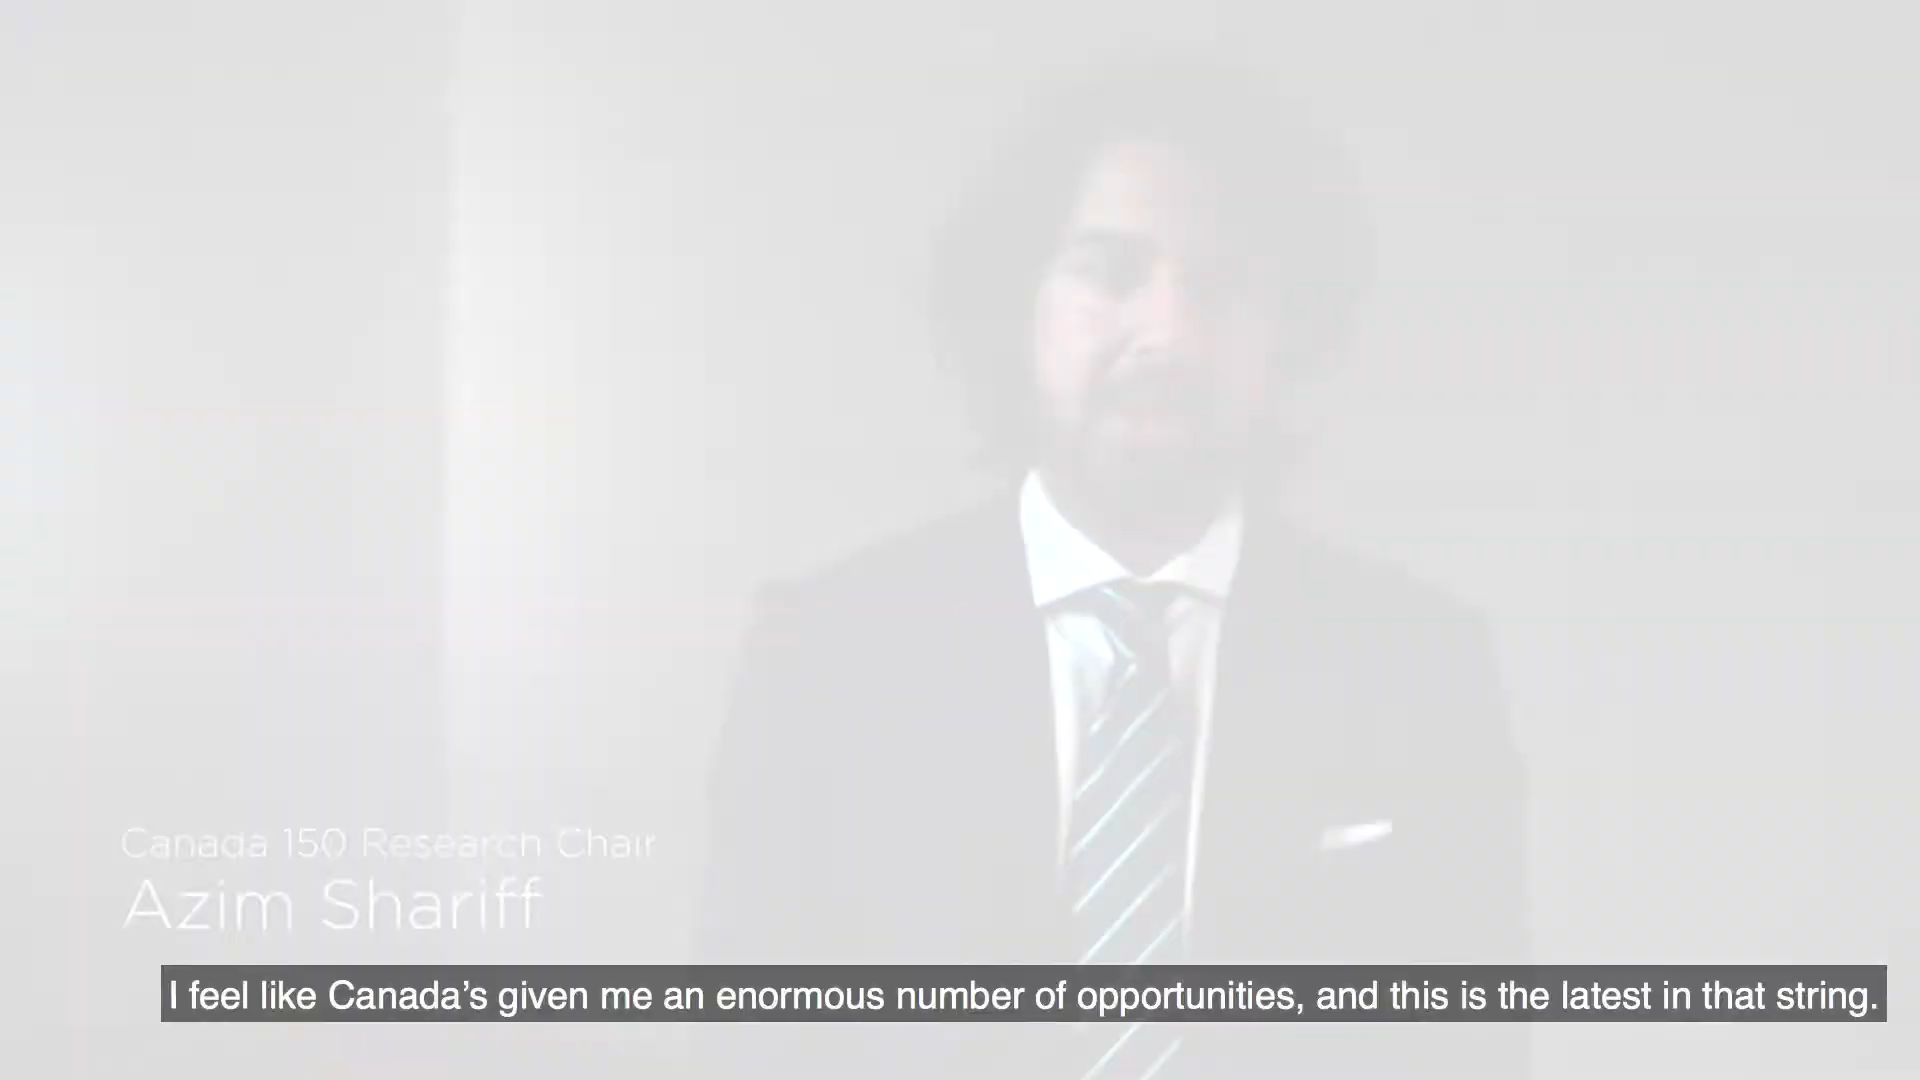 Canada 150 Research Chair
Azim Shariff
I feel like Canada’s given me an enormous number of opportunities, and this is the latest in that string.